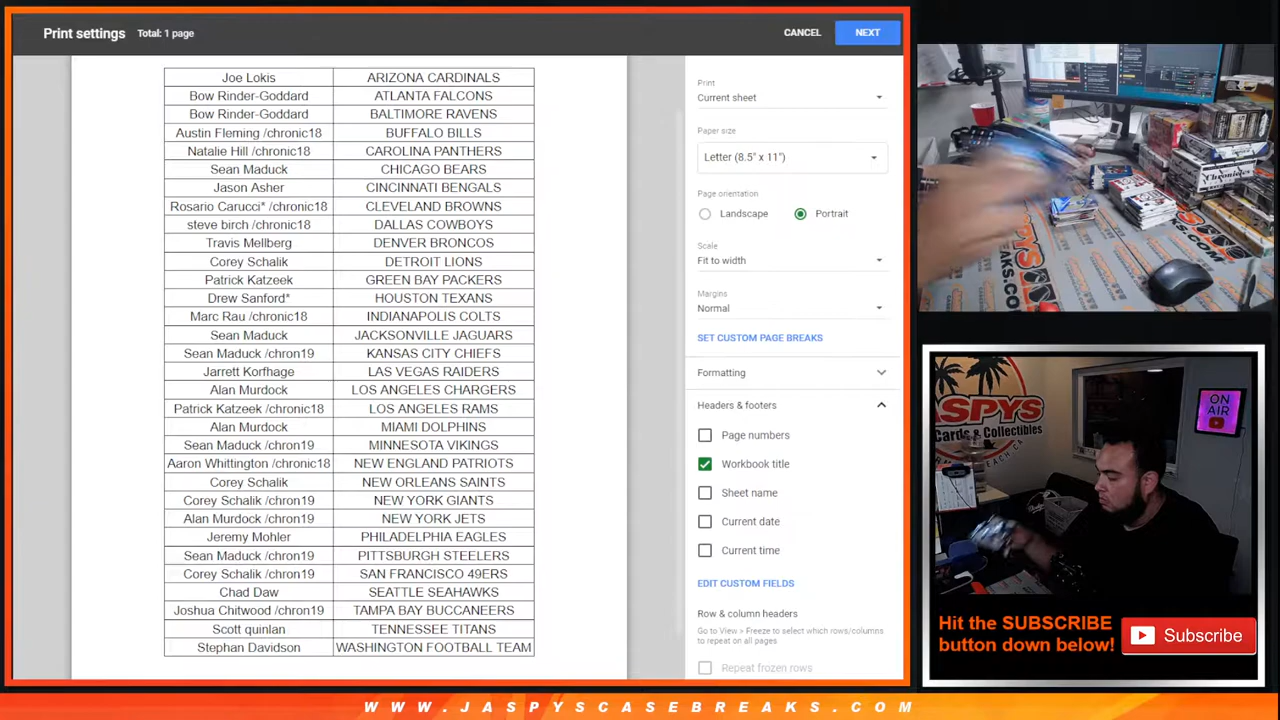 Print settings Total: 1 page CANCEL NEXT
Joe Lokis ARIZONA CARDINALS
Bow Rinder-Goddard ATLANTA FALCONS
Bow Rinder-Goddard BALTIMORE RAVENS
Austin Fleming /chronic18 BUFFALO BILLS
Natalie Hill /chronic18 CAROLINA PANTHERS
Sean Maduck CHICAGO BEARS
Jason Asher CINCINNATI BENGALS
Rosario Carucci* /chronic18 CLEVELAND BROWNS
steve birch /chronic18 DALLAS COWBOYS
Travis Mellberg DENVER BRONCOS
Corey Schalik DETROIT LIONS
Patrick Katzeek GREEN BAY PACKERS
Drew Sanford* HOUSTON TEXANS
Marc Rau /chronic18 INDIANAPOLIS COLTS
Sean Maduck JACKSONVILLE JAGUARS
Sean Maduck /chron19 KANSAS CITY CHIEFS
Jarrett Korfhage LAS VEGAS RAIDERS
Alan Murdock LOS ANGELES CHARGERS
Patrick Katzeek /chronic18 LOS ANGELES RAMS
Alan Murdock MIAMI DOLPHINS
Sean Maduck /chron19 MINNESOTA VIKINGS
Aaron Whittington /chronic18 NEW ENGLAND PATRIOTS
Corey Schalik NEW ORLEANS SAINTS
Corey Schalik /chron19 NEW YORK GIANTS
Alan Murdock /chron19 NEW YORK JETS
Jeremy Mohler PHILADELPHIA EAGLES
Sean Maduck /chron19 PITTSBURGH STEELERS
Corey Schalik /chron19 SAN FRANCISCO 49ERS
Chad Daw SEATTLE SEAHAWKS
Joshua Chitwood /chron19 TAMPA BAY BUCCANEERS
Scott quinlan TENNESSEE TITANS
Stephan Davidson WASHINGTON FOOTBALL TEAM
Print
Current sheet
Paper size
Letter (8.5" x 11")
Page orientation
Landscape Portrait
Scale
Fit to width
Margins
Normal
SET CUSTOM PAGE BREAKS
Formatting
Headers & footers
Page numbers
Workbook title
Sheet name
Current date
Current time
EDIT CUSTOM FIELDS
Row & column headers
Go to View > Freeze to select which rows/columns
to repeat on all pages
Repeat frozen rows
Chronicles
ASPYS
Cards & Collectibles
ON
AIR
Hit the SUBSCRIBE
button down below!
Subscribe
WWW.JASPYSCASEBREAKS.COM